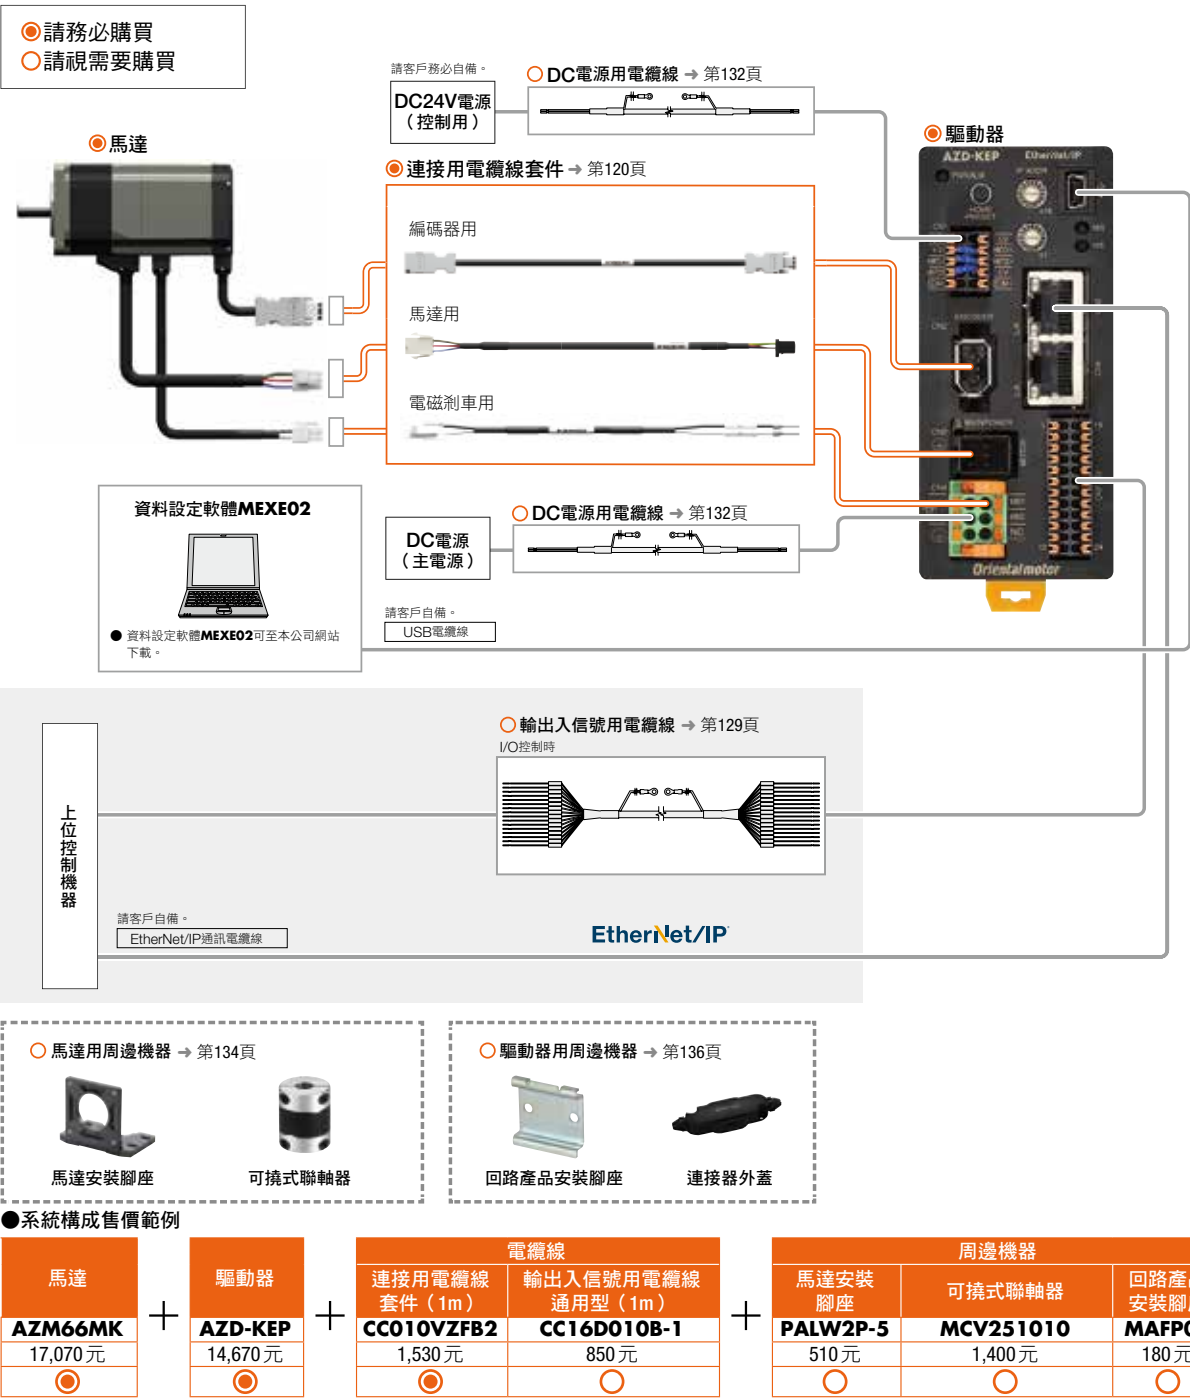 請務必購買
請視需要購買
請客戶務必自備。
DC24V電源
（控制用）
DC電源用電纜線 → 第132頁
馬達
驅動器
連接用電纜線套件 → 第120頁
編碼器用
馬達用
電磁剎車用
AZD-KEP
EtherNet/IP
Orientalmotor
資料設定軟體MEXE02
● 資料設定軟體MEXE02可至本公司網站
下載。
DC電源
（主電源）
DC電源用電纜線 → 第132頁
請客戶自備。
USB電纜線
上位控制機器
輸出入信號用電纜線 → 第129頁
I/O控制時
請客戶自備。
EtherNet/IP通訊電纜線
EtherNet/IP
馬達用周邊機器 → 第134頁
馬達安裝腳座
可撓式聯軸器
驅動器用周邊機器 → 第136頁
回路產品安裝腳座
連接器外蓋
●系統構成售價範例
馬達
＋
驅動器
＋
電纜線
連接用電纜線
套件（1m）
輸出入信號用電纜線
通用型（1m）
＋
周邊機器
馬達安裝
腳座
可撓式聯軸器
回路產
安裝腳
AZM66MK
AZD-KEP
CC010VZFB2
CC16D010B-1
PALW2P-5
MCV251010
MAFP0
17,070元
14,670元
1,530元
850元
510元
1,400元
180元